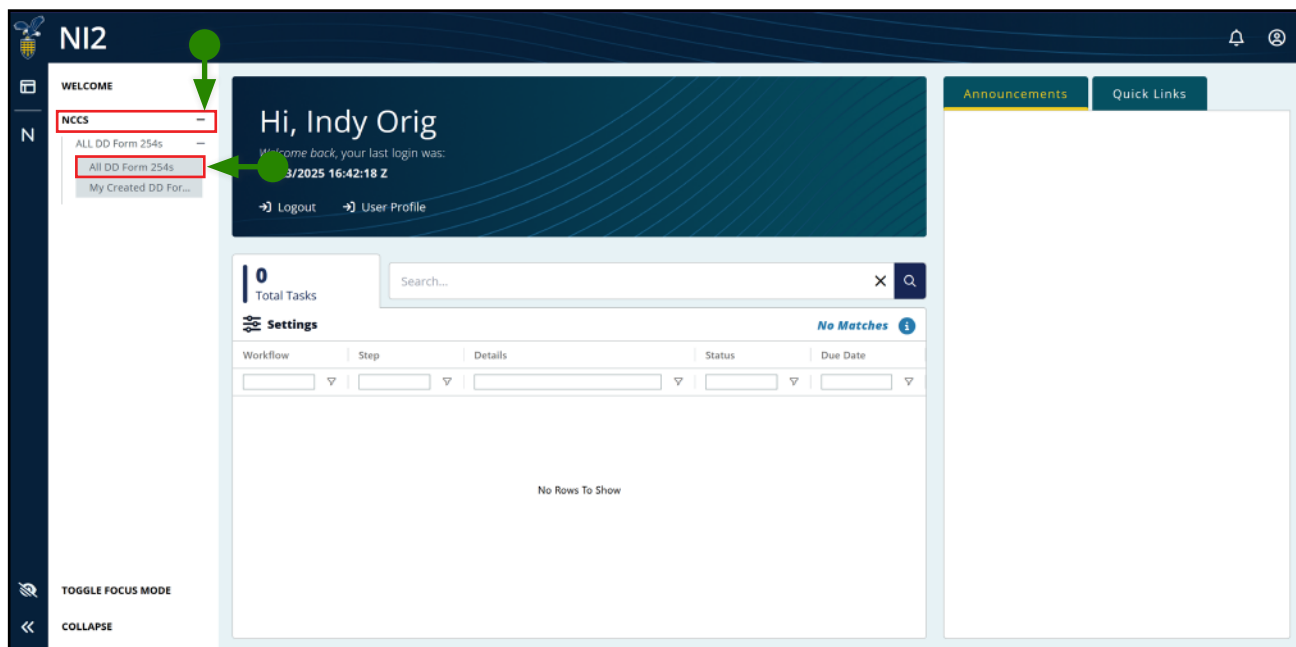 NI2
WELCOME
N
NCCS
ALL DD Form 254s
All DD Form 254s
My Created DD For...
TOGGLE FOCUS MODE
COLLAPSE
Hi, Indy Orig
Welcome back, your last login was:
3/2025 16:42:18 Z
Logout User Profile
0
Total Tasks
Search...
Settings
No Matches
Workflow Step Details Status Due Date
No Rows To Show
Announcements Quick Links